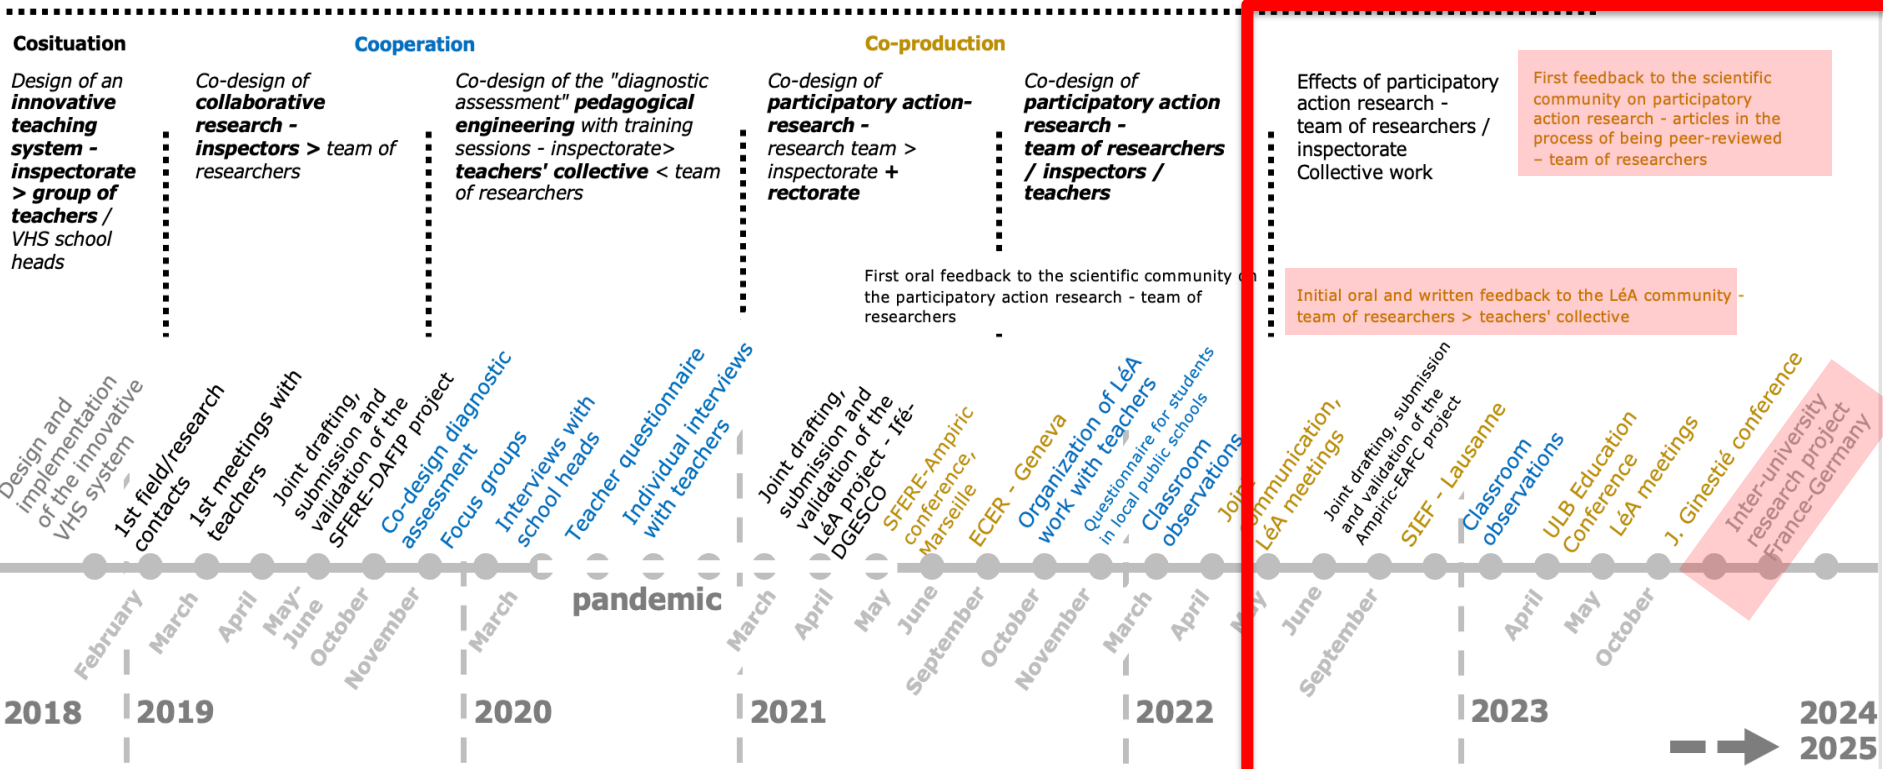 Cosituation
Design of an
innovative
teaching
system -
inspectorate
> group of
teachers /
VHS school
heads
Cooperation
Co-design of
collaborative
research -
inspectors > team of
researchers
Co-design of the "diagnostic
assessment" pedagogical
engineering with training
sessions - inspectorate>
teachers' collective < team
of researchers
Co-production
Co-design of
participatory action-
research -
research team >
inspectorate +
rectorate
Co-design of
participatory action
research -
team of researchers
/ inspectors /
teachers
Effects of participatory
action research -
team of researchers /
inspectorate
Collective work
First feedback to the scientific
community on participatory
action research - articles in the
process of being peer-reviewed
– team of researchers
First oral feedback to the scientific community on
the participatory action research - team of
researchers
Initial oral and written feedback to the LéA community -
team of researchers > teachers' collective
Design and
implementation
of the innovative
VHS system
1st field/research
contacts
1st meetings with
teachers
Joint drafting,
submission and
validation of the
SFERE-DAFIP project
Co-design diagnostic
assessment
Focus groups
Interviews with
school heads
Teacher questionnaire
Individual interviews
with teachers
Joint drafting,
submission and
validation of the
LéA project - Ifé-
DGESCO
SFERE-Ampiric
conference,
Marseille
ECER - Geneva
Organization of LéA
work with teachers
Questionnaire for students
in local public schools
Classroom
observations
Joint
communication,
LéA meetings
Joint drafting, submission
and validation of the
Ampiric-EAFC project
SIEF - Lausanne
Classroom
observations
ULB Education
Conference
LéA meetings
J. Ginestié conference
Inter-university
research project
France-Germany
February
March
April
May-
June
October
November
March
pandemic
March
April
May
June
September
October
November
March
April
May
June
September
April
May
October
2018
2019
2020
2021
2022
2023
2024
2025